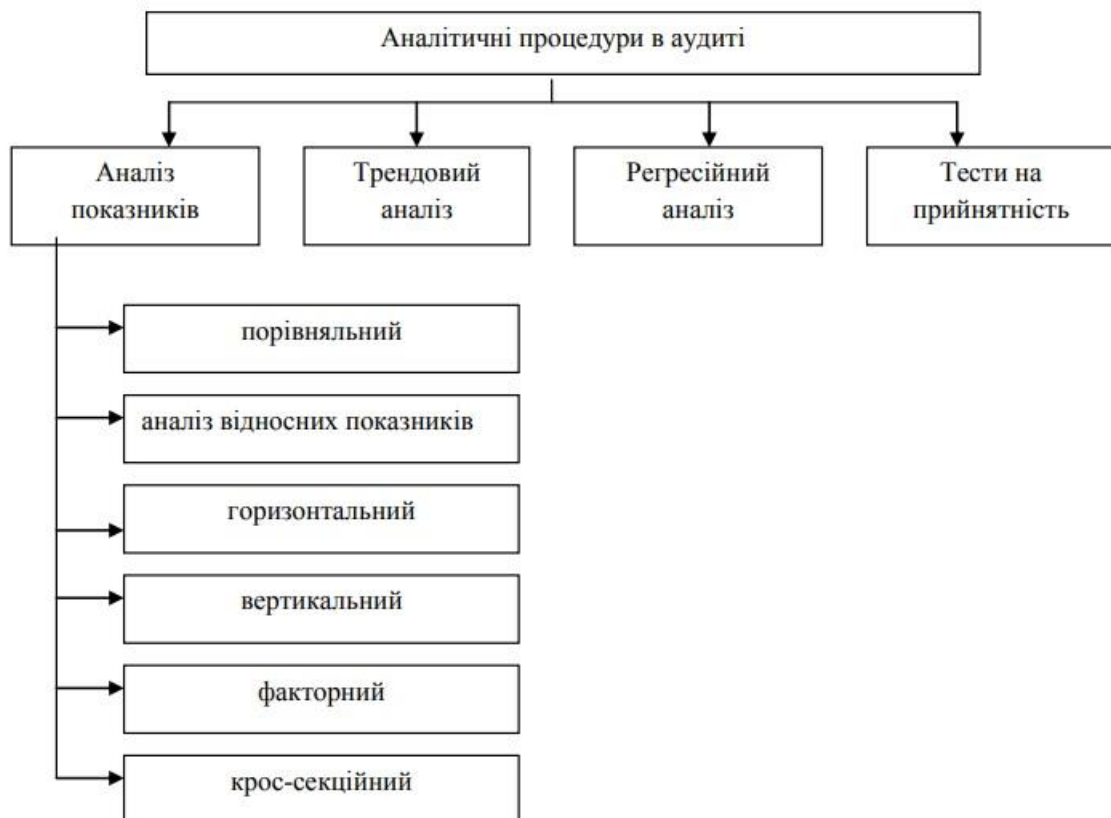 Аналітичні процедури в аудиті
Аналіз
показників
Трендовий
аналіз
Регресійний
аналіз
Тести на
прийнятність
порівняльний
аналіз відносних показників
горизонтальний
вертикальний
факторний
крос-секційний